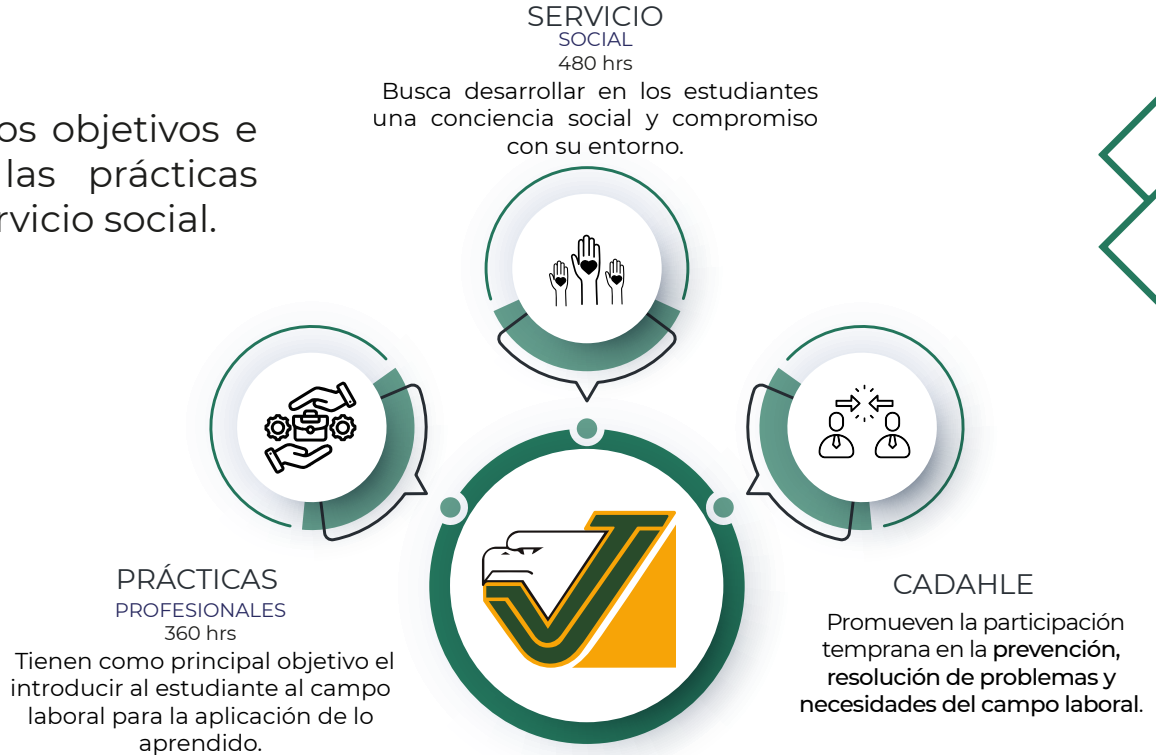 SERVICIO
SOCIAL
480 hrs
Busca desarrollar en los estudiantes
una conciencia social y compromiso
con su entorno.
objetivos e
las prácticas
social.
PRÁCTICAS
PROFESIONALES
360 hrs
Tienen como principal objetivo el
introducir al estudiante al campo
laboral para la aplicación de lo
aprendido.
CADAHLE
Promueven la participación
temprana en la prevención,
resolución de problemas y
necesidades del campo laboral.